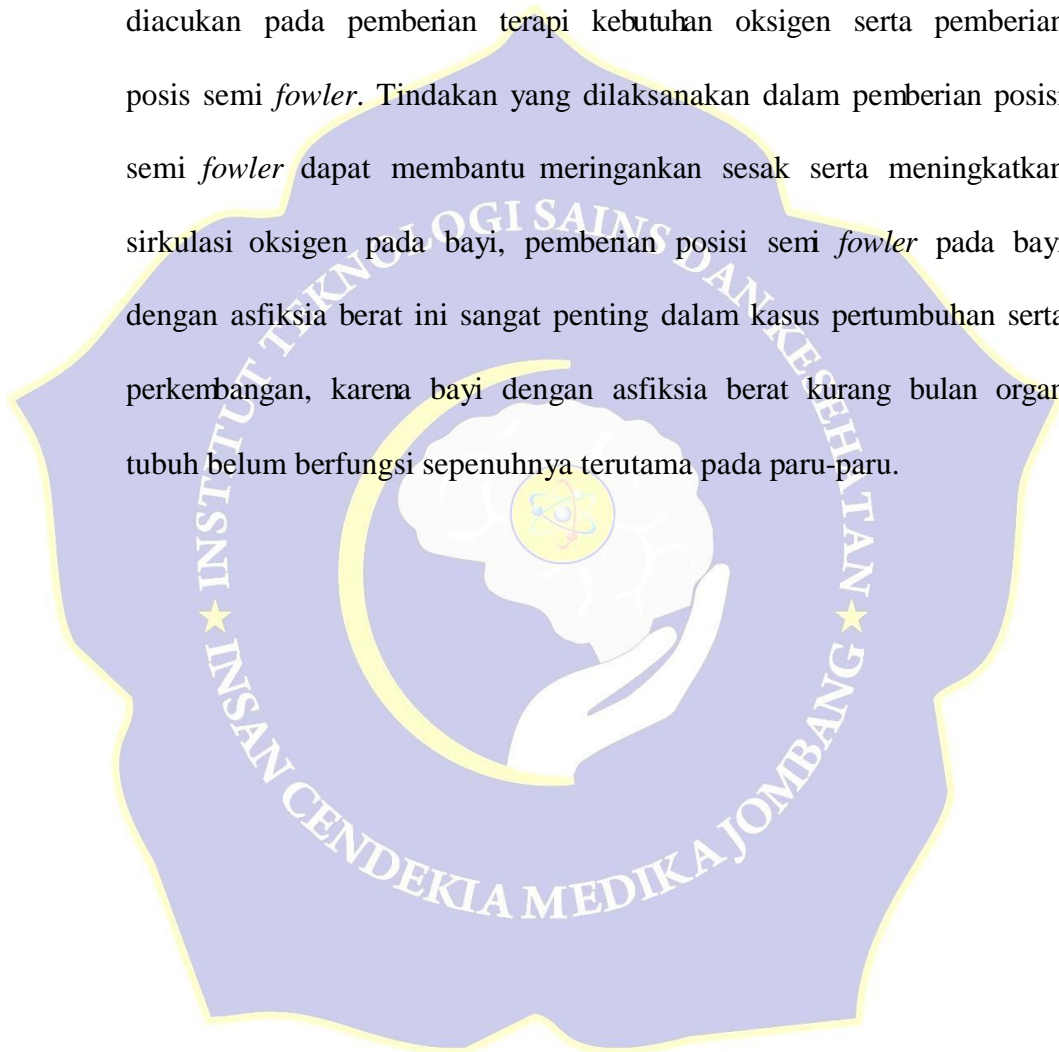 diacukan pada pemberian terapi kebutuhan oksigen serta pemberian
posis semi fowler. Tindakan yang dilaksanakan dalam pemberian posisi
semi fowler dapat membantu meringankan sesak serta meningkatkan
sirkulasi oksigen pada bayi, pemberian posisi semi fowler pada bayi
dengan asfiksia berat ini sangat penting dalam kasus pertumbuhan serta
perkembangan, karena bayi dengan asfiksia berat kurang bulan organ
tubuh belum berfungsi sepenuhnya terutama pada paru-paru.
INSTITUT TEKNOLOGI SAINS DAN KESEHATAN
INSAN CENDEKIA MEDIKA JOMBANG